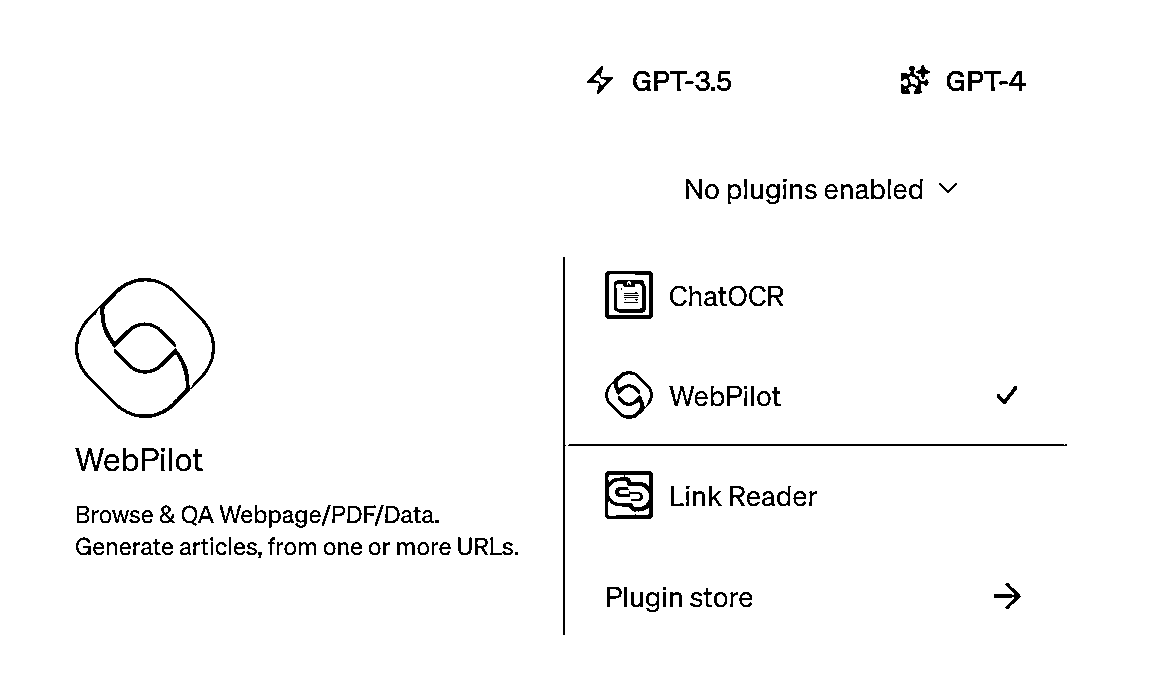 GPT-3.5
GPT-4
No plugins enabled
ChatOCR
WebPilot
Link Reader
Plugin store
WebPilot
Browse & QA Webpage/PDF/Data.
Generate articles, from one or more URLs.